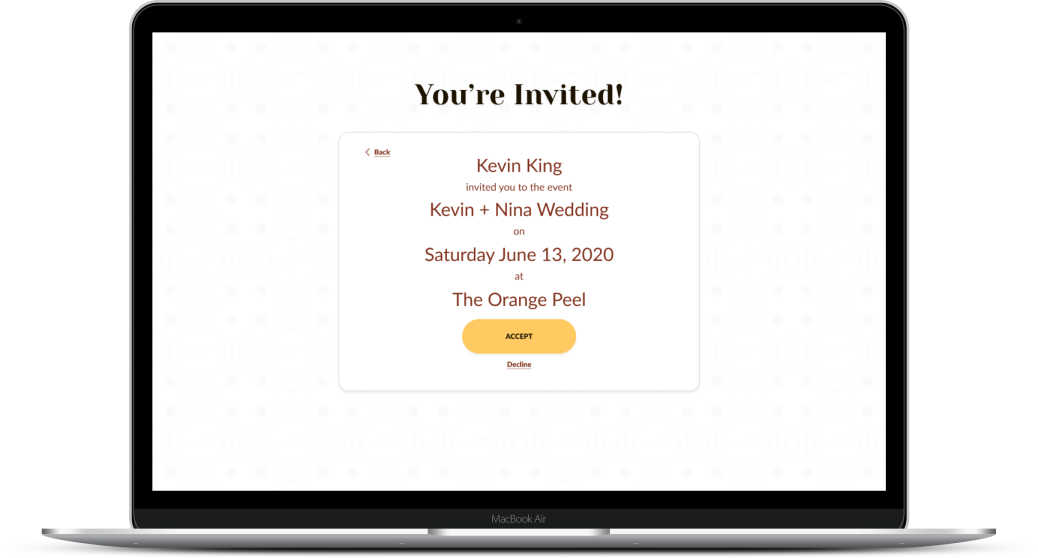 You're Invited!
Back
Kevin King
invited you to the event
Kevin + Nina Wedding
on
Saturday June 13, 2020
at
The Orange Peel
ACCEPT
Decline
MacBook Air